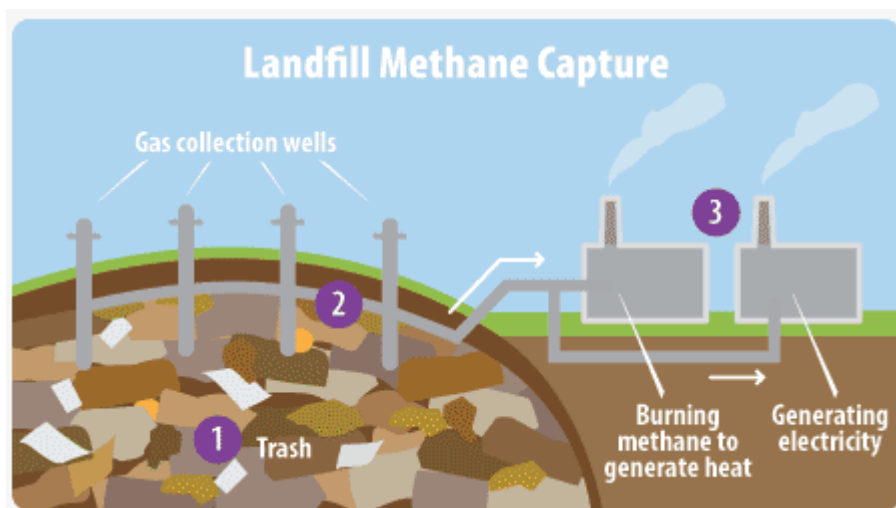 Landfill Methane Capture
Gas collection wells
3
2
1
Trash
Burning
methane to
generate heat
Generating
electricity